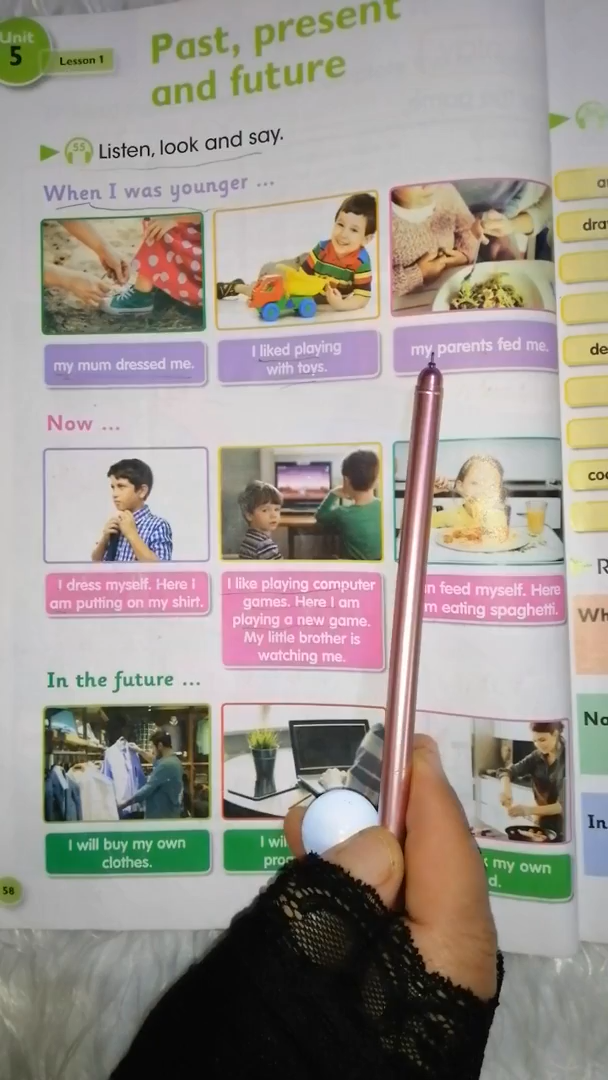 Unit
5
Lesson 1
Past, present
and future
55
Listen, look and say.
When I was younger ...
my mum dressed me.
I liked playing
with toys.
my parents fed me.
Now ...
I dress myself. Here I
am putting on my shirt.
I like playing computer
games. Here I am
playing a new game.
My little brother is
watching me.
feed myself. Here
eating spaghetti.
In the future ...
I will buy my own
clothes.
I
my own
58
R
In